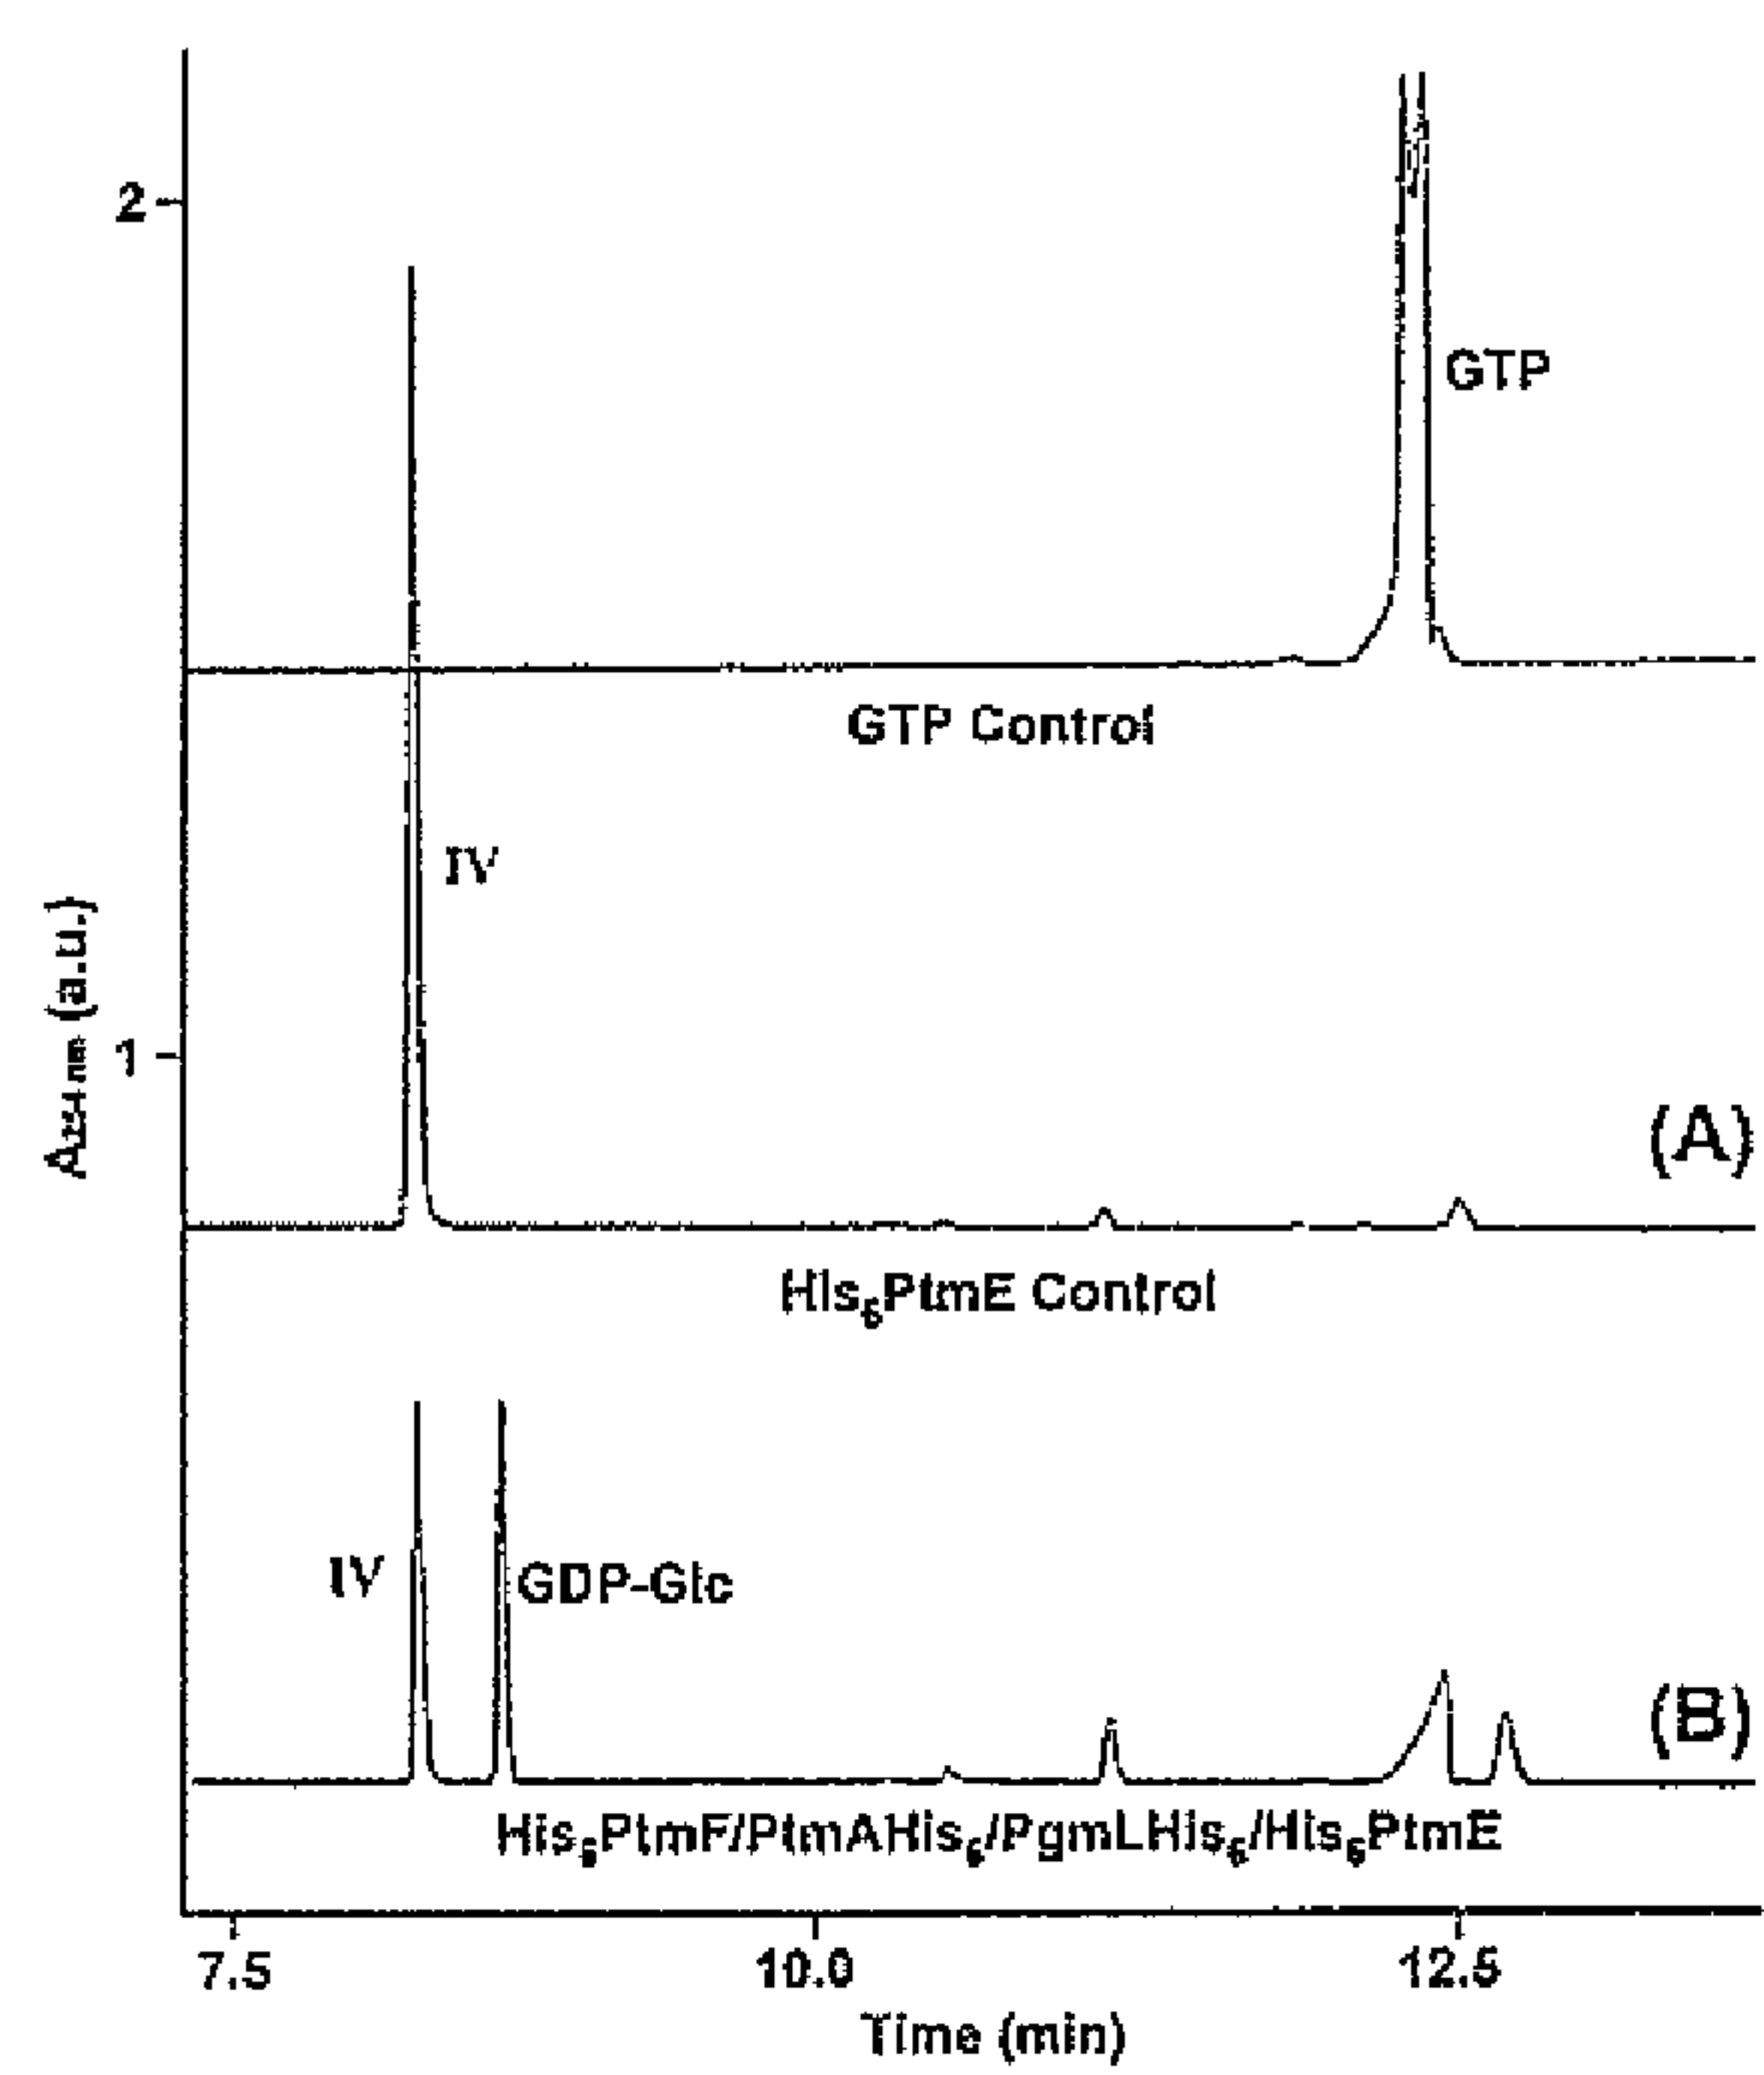 2
GTP
GTP Control
IV
(a.u.)
1
(A)
His6PtmE Control
IV
GDP-Glc
(B)
His6PtmF/PtmAHis6/PgmLHis6/His6PtmE
7.5 10.0 12.5
Time (min)